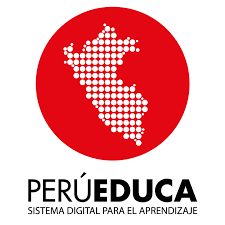 PERÚEDUCA
SISTEMA DIGITAL PARA EL APRENDIZAJE